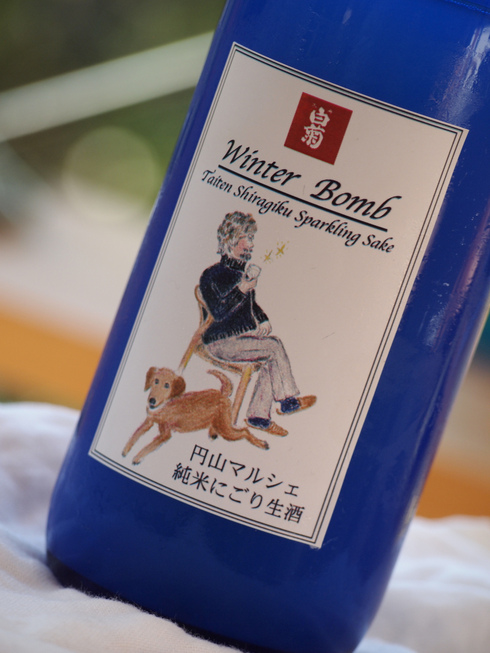 白菊
Winter Bomb
Taiten Shiragiku Sparkling Sake
円山マルシェ
純米にごり生酒